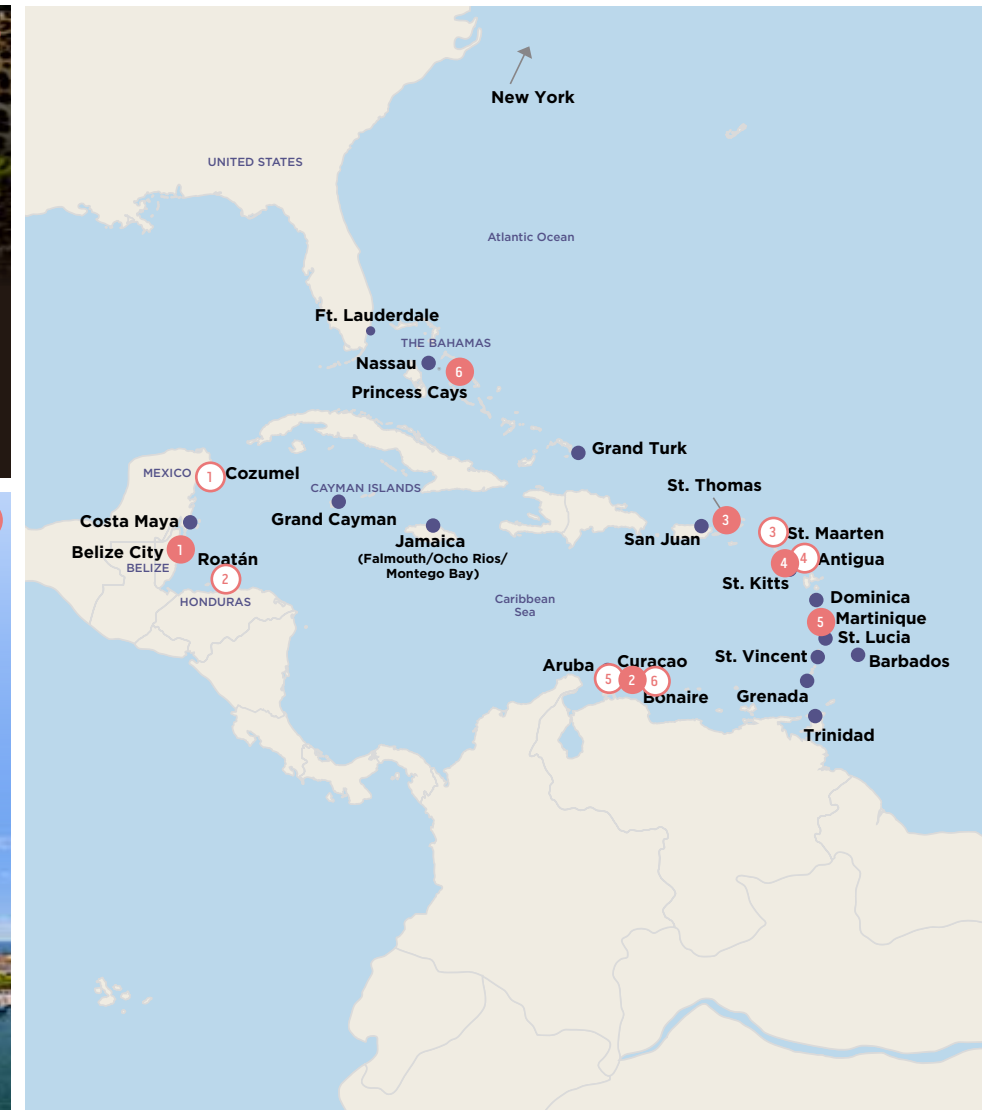 New York
UNITED STATES
Atlantic Ocean
Ft. Lauderdale
THE BAHAMAS
Nassau
6
Princess Cays
Grand Turk
MEXICO
1
Cozumel
CAYMAN ISLANDS
St. Thomas
Costa Maya
Grand Cayman
Jamaica
(Falmouth/Ocho Rios/
Montego Bay)
San Juan
3
3
St. Maarten
Belize City
1
BELIZE
Roatán
2
HONDURAS
4
4
Antigua
St. Kitts
Caribbean
Sea
Dominica
5
Martinique
St. Lucia
St. Vincent
Barbados
Aruba
Curaçao
5
2
6
Bonaire
Grenada
Trinidad